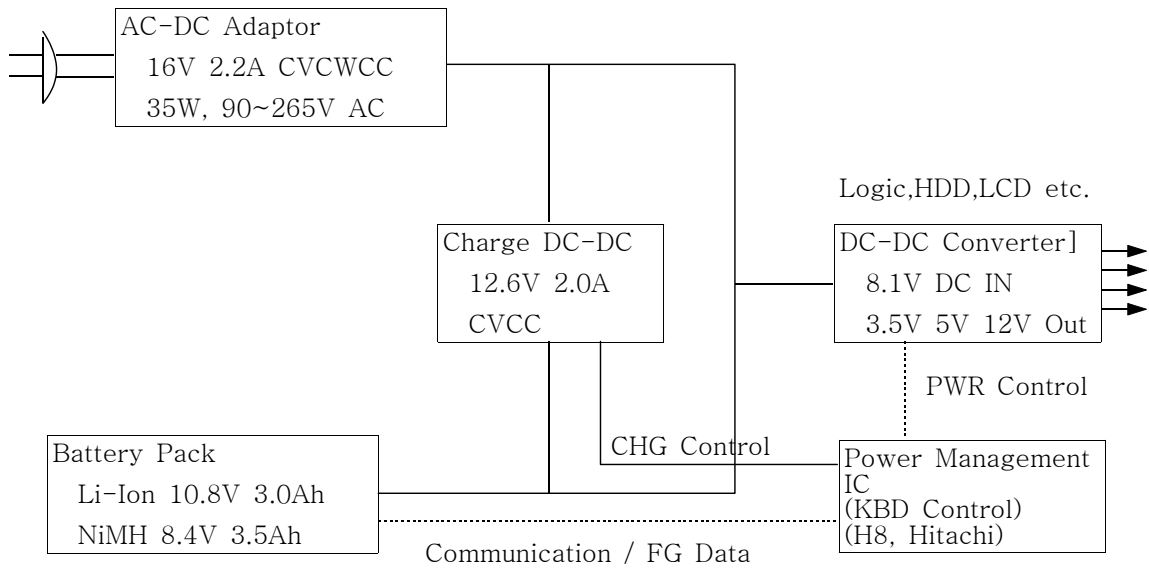 AC-DC Adaptor
16V 2.2A CVCWCC
35W, 90~265V AC
Logic,HDD,LCD etc.
Charge DC-DC
12.6V 2.0A
CVCC
DC-DC Converter]
8.1V DC IN
3.5V 5V 12V Out
PWR Control
CHG Control
Battery Pack
Li-Ion 10.8V 3.0Ah
NiMH 8.4V 3.5Ah
Power Management
IC
(KBD Control)
(H8, Hitachi)
Communication / FG Data